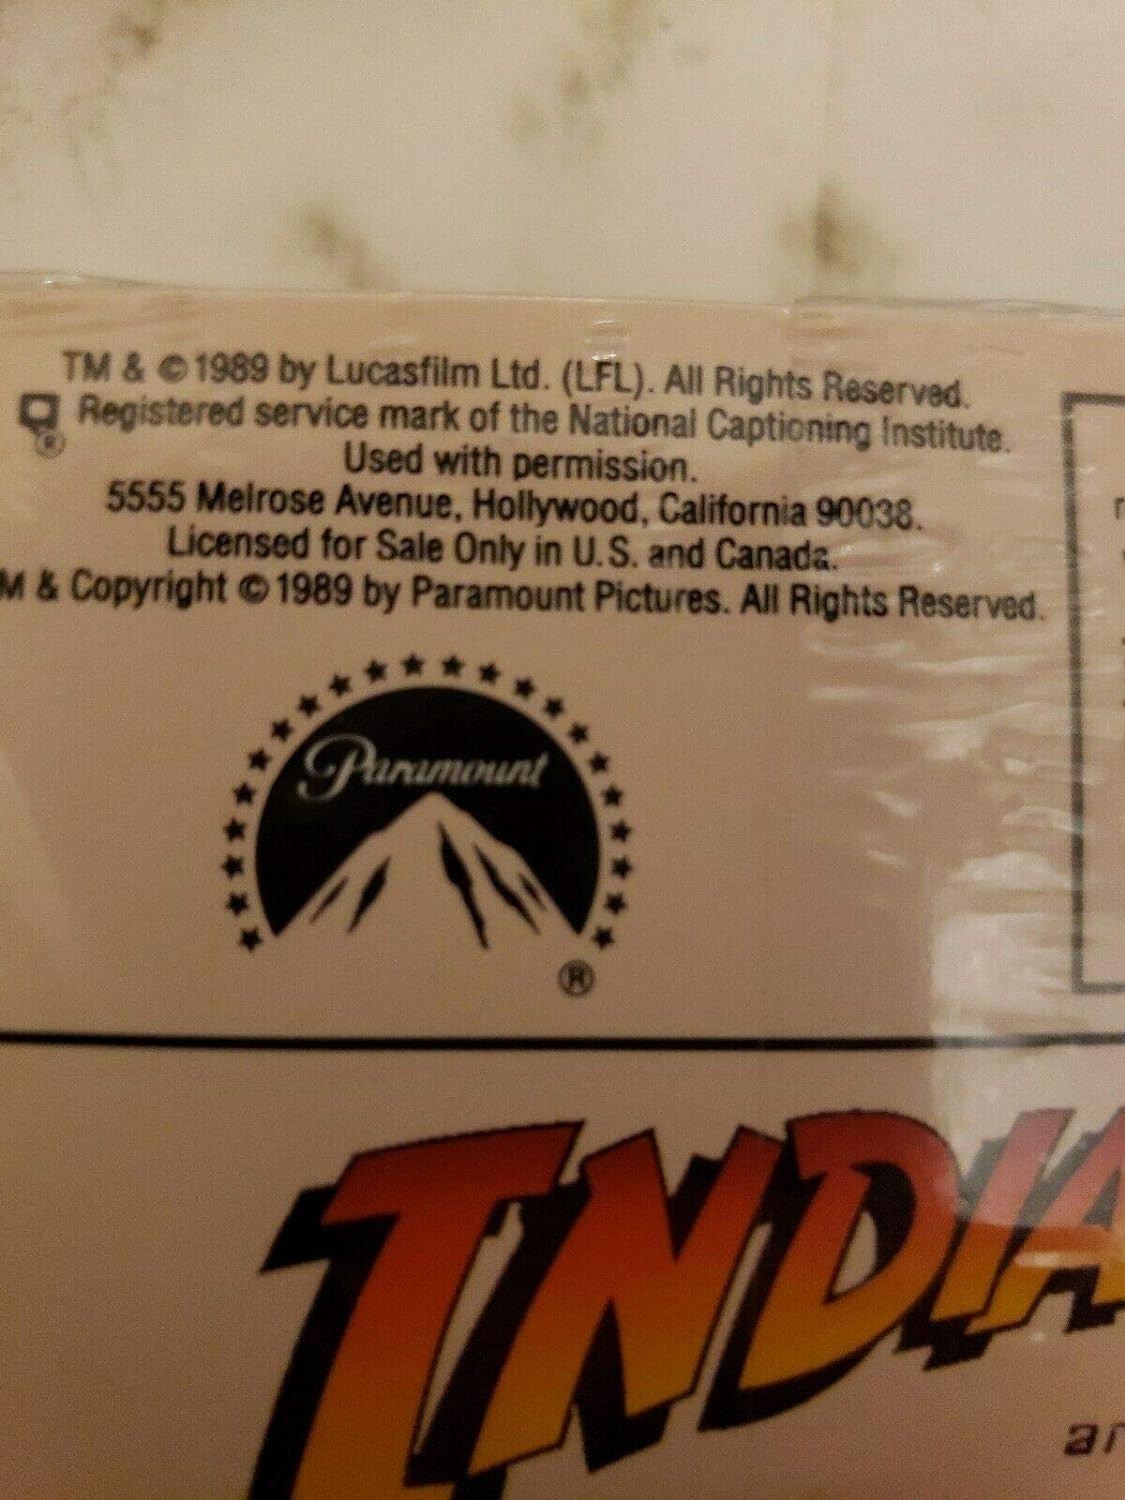 TM & © 1989 by Lucasfilm Ltd. (LFL). All Rights Reserved.
® Registered service mark of the National Captioning Institute.
Used with permission.
5555 Melrose Avenue, Hollywood, California 90038.
Licensed for Sale Only in U.S. and Canada.
M & Copyright © 1989 by Paramount Pictures. All Rights Reserved.
Paramount
®
INDIA